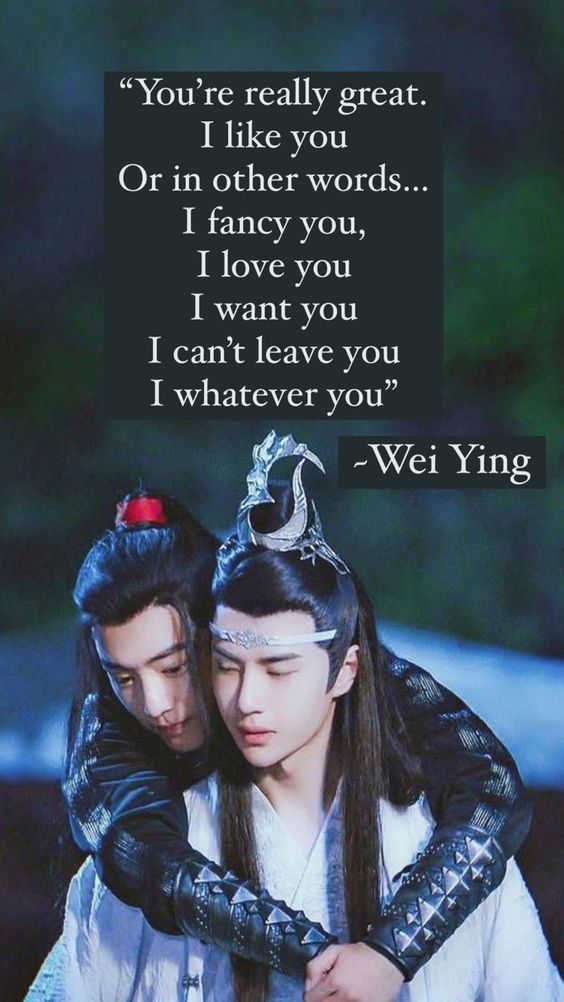 “You’re really great.
I like you
Or in other words...
I fancy you,
I love you
I want you
I can’t leave you
I whatever you”
~Wei Ying